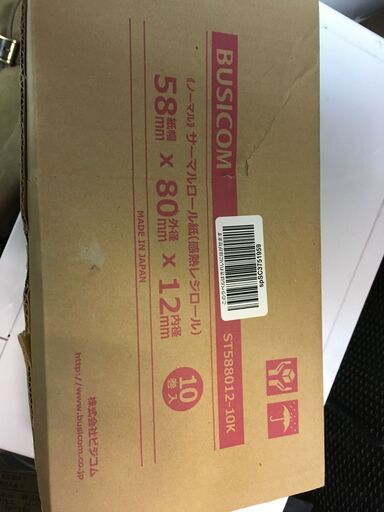 BUSICOM
《ノーマル》 サーマルロール紙(感熱レジロール)
紙幅 外径 内径
58mm x 80mm x 12mm
MADE IN JAPAN
10巻入
ST588012-10K
spSC3751959
株式会社ビジコム
http://www.busicom.co.jp